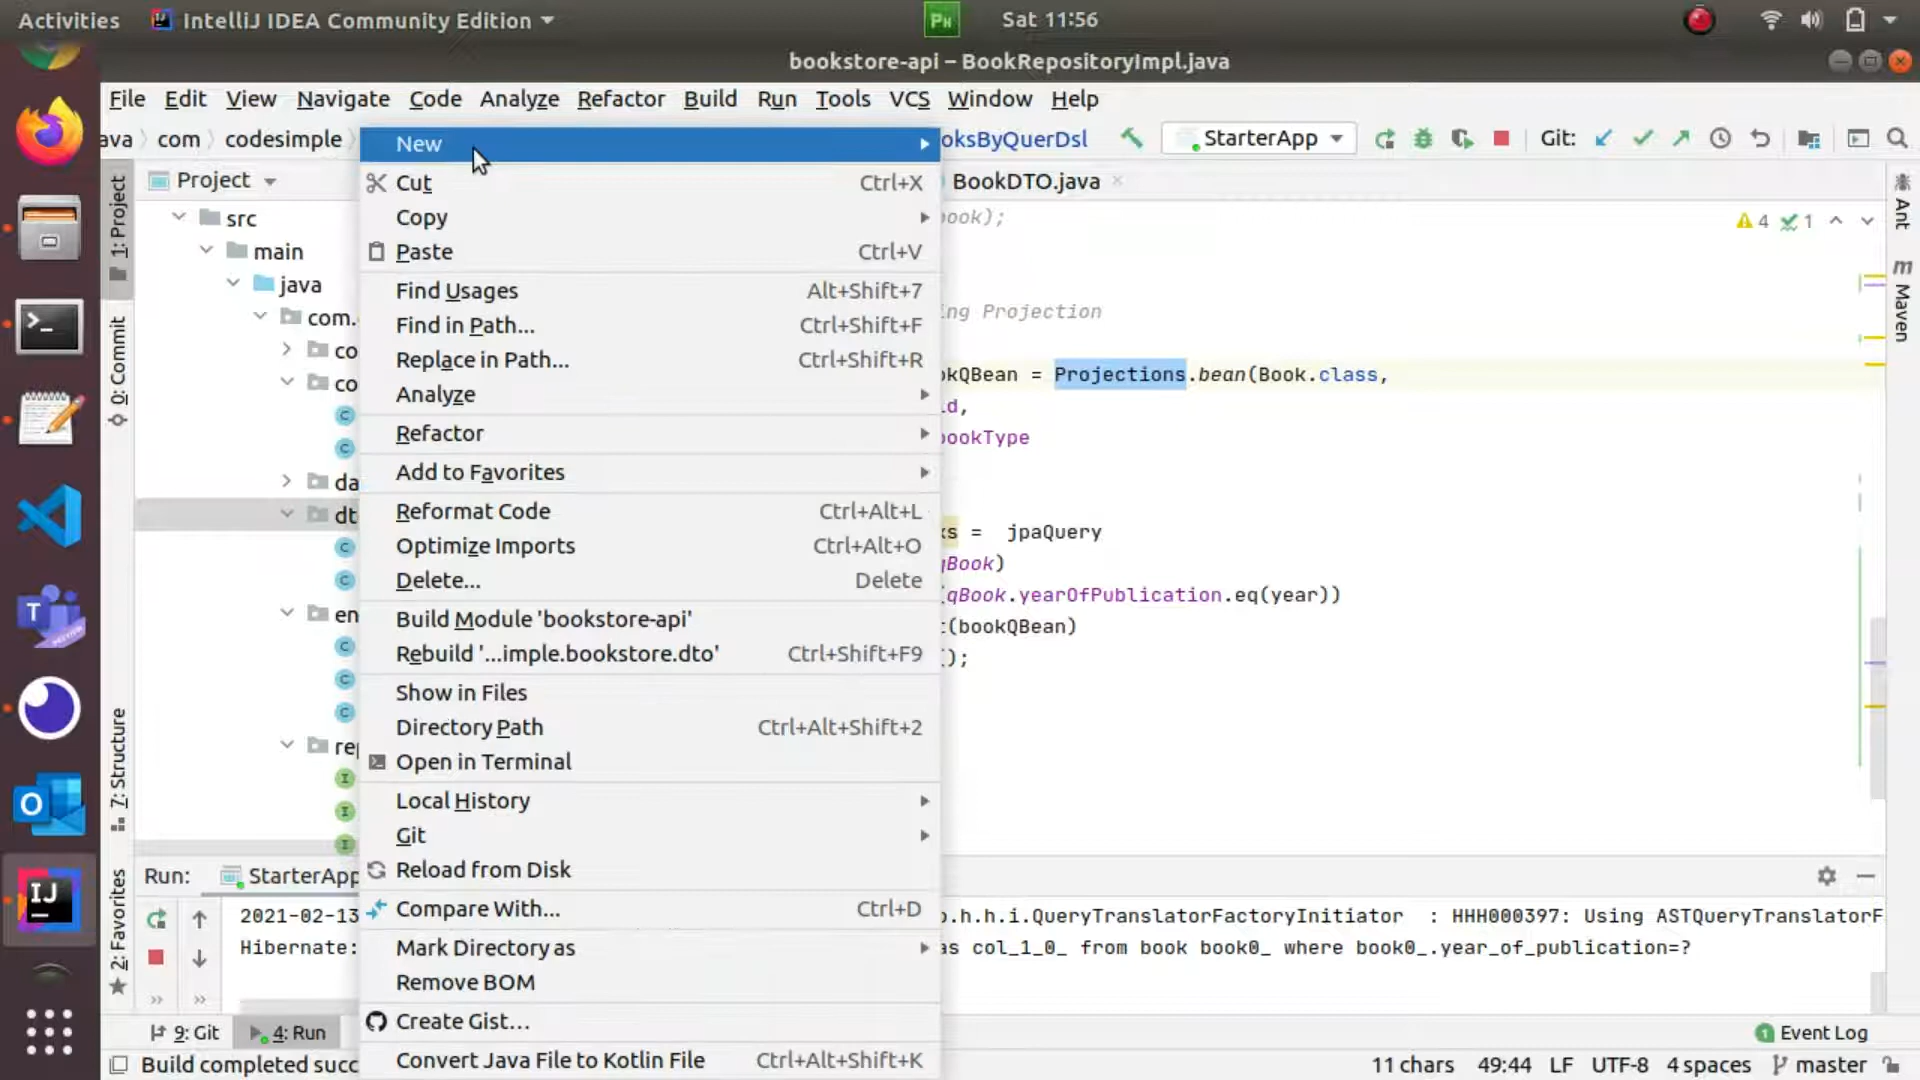 Activities
IntelliJ IDEA Community Edition
Sat 11:56
bookstore-api – BookRepositoryImpl.java
File Edit View Navigate Code Analyze Refactor Build Run Tools VCS Window Help
ava com codesimple
oksByQuerDsl
StarterApp
Git:
Project
BookDTO.java
1: Project
0: Commit
7: Structure
2: Favorites
Ant
Maven
src
main
java
com.
co
co
da
dt
en
rep
New
Cut Ctrl+X
Copy
Paste Ctrl+V
Find Usages Alt+Shift+7
Find in Path... Ctrl+Shift+F
Replace in Path... Ctrl+Shift+R
Analyze
Refactor
Add to Favorites
Reformat Code Ctrl+Alt+L
Optimize Imports Ctrl+Alt+O
Delete... Delete
Build Module 'bookstore-api'
Rebuild '...imple.bookstore.dto' Ctrl+Shift+F9
Show in Files
Directory Path Ctrl+Alt+Shift+2
Open in Terminal
Local History
Git
Reload from Disk
Compare With... Ctrl+D
Mark Directory as
Remove BOM
Create Gist...
Convert Java File to Kotlin File Ctrl+Alt+Shift+K
ook);
4 1
ng Projection
kQBean = Projections.bean(Book.class,
d,
ookType
s = jpaQuery
Book)
(qBook.yearOfPublication.eq(year))
(bookQBean)
);
Run: StarterApp
2021-02-13
.h.h.i.QueryTranslatorFactoryInitiator : HHH000397: Using ASTQueryTranslatorF
Hibernate:
as col_1_0_ from book book0_ where book0_.year_of_publication=?
9: Git 4: Run
1 Event Log
Build completed succ
11 chars 49:44 LF UTF-8 4 spaces master